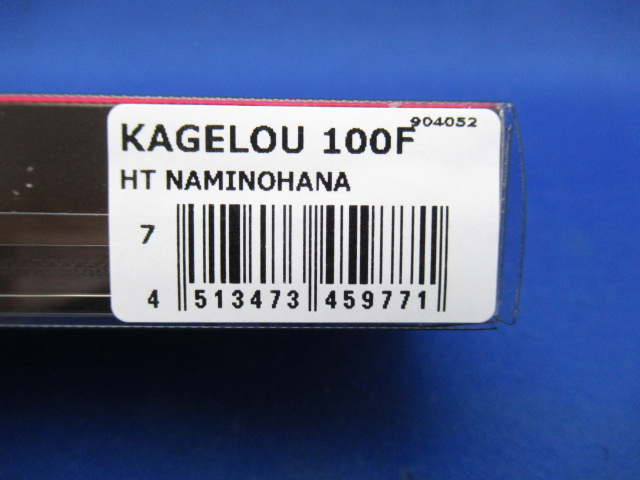 904052
KAGELOU 100F
HT NAMINOHANA
7
4 513473 459771